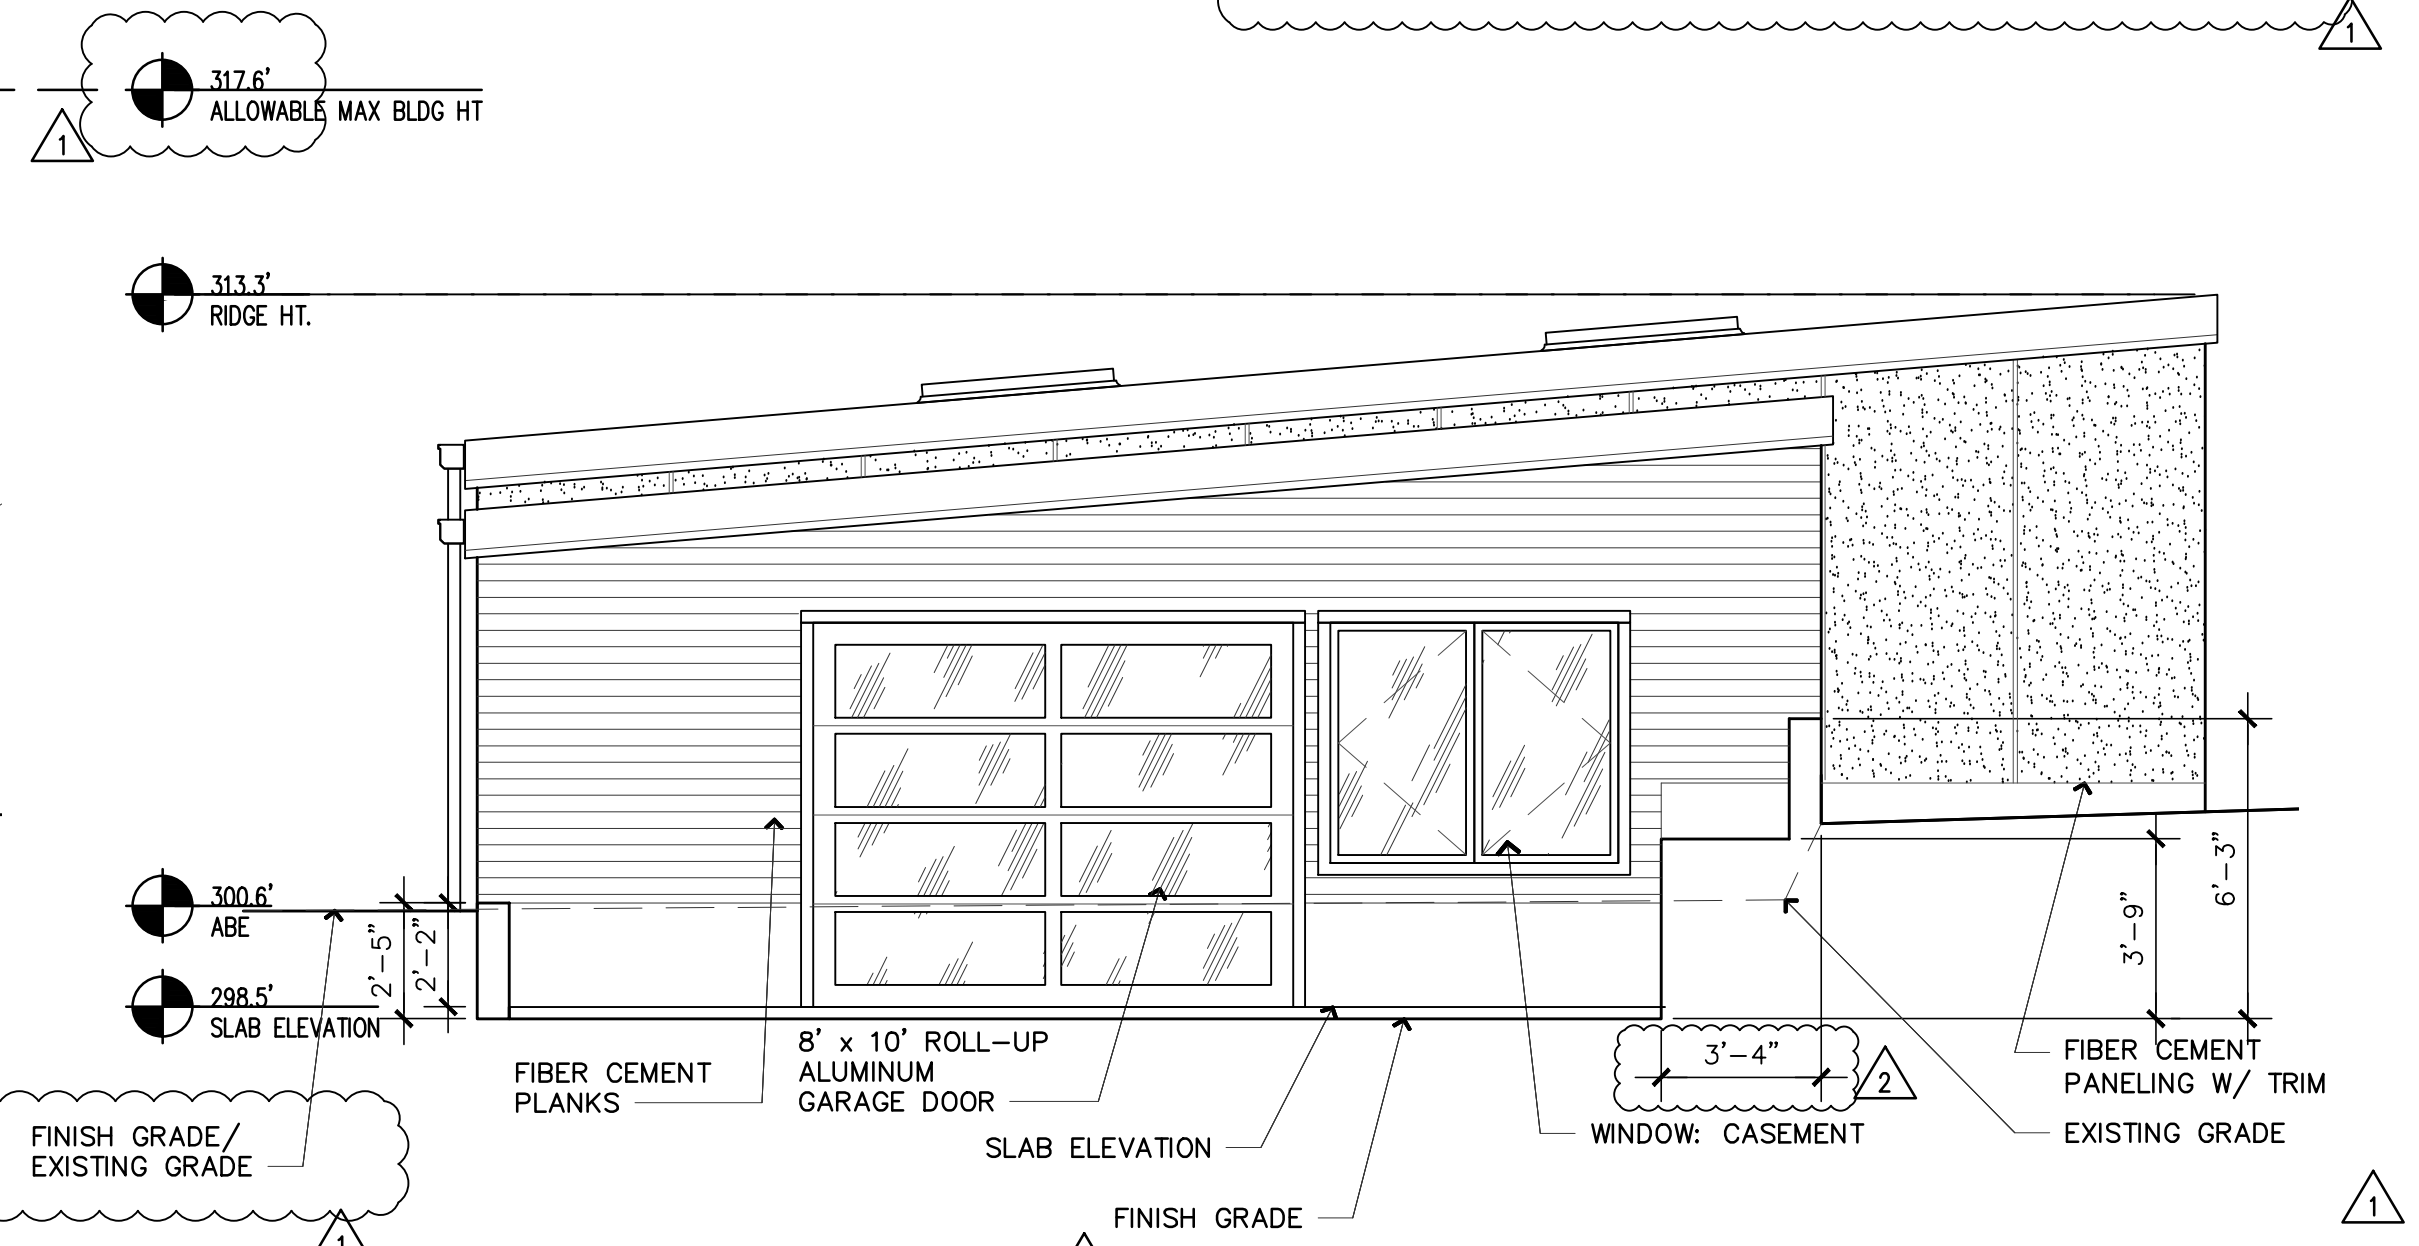 1
317.6'
ALLOWABLE MAX BLDG HT
1
313.3'
RIDGE HT.
300.6'
ABE
2'-5"
2'-2"
3'-9"
6'-3"
298.5'
SLAB ELEVATION
8' x 10' ROLL-UP
ALUMINUM
GARAGE DOOR
FIBER CEMENT
PLANKS
3'-4"
2
FIBER CEMENT
PANELING W/ TRIM
FINISH GRADE/
EXISTING GRADE
SLAB ELEVATION
WINDOW: CASEMENT
EXISTING GRADE
FINISH GRADE
1
1